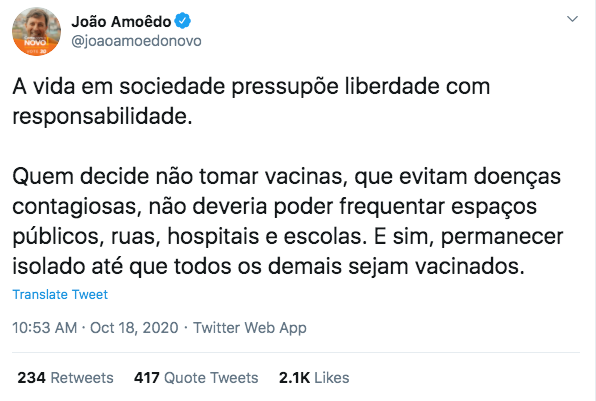 João Amoêdo
@joaoamoedonovo
NOVO
A vida em sociedade pressupõe liberdade com
responsabilidade.
Quem decide não tomar vacinas, que evitam doenças
contagiosas, não deveria poder frequentar espaços
públicos, ruas, hospitais e escolas. E sim, permanecer
isolado até que todos os demais sejam vacinados.
Translate Tweet
10:53 AM · Oct 18, 2020 · Twitter Web App
234 Retweets 417 Quote Tweets 2.1K Likes